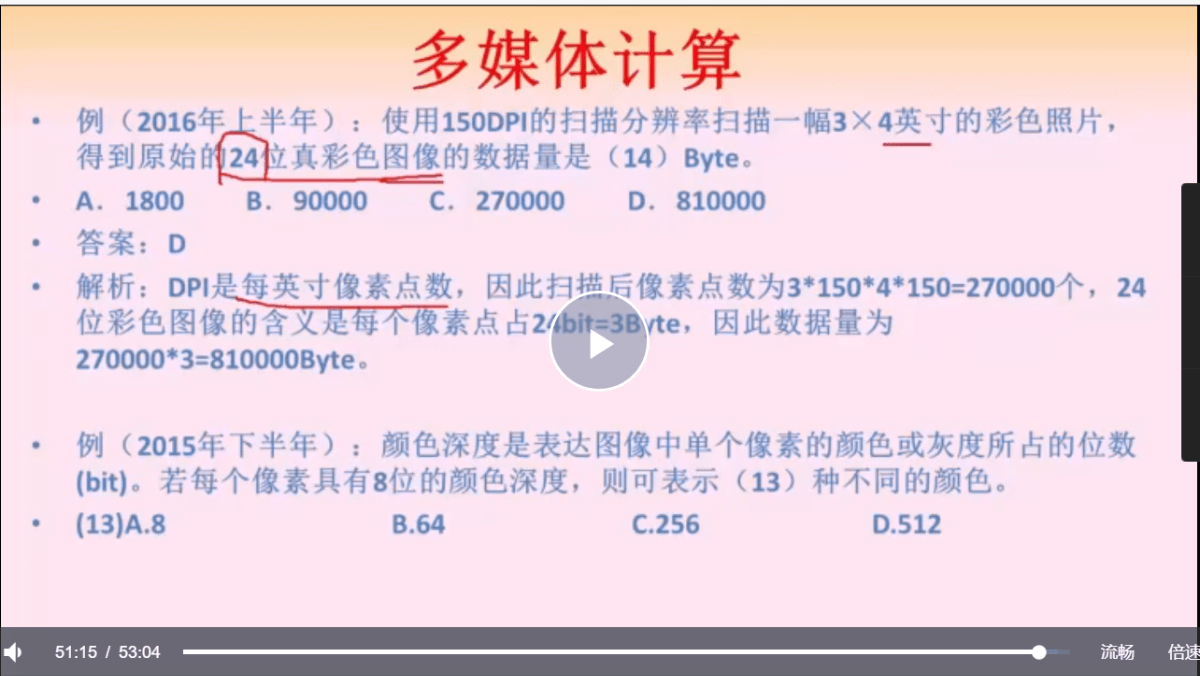 多媒体计算
• 例（2016年上半年）：使用150DPI的扫描分辨率扫描一幅3×4英寸的彩色照片，
得到原始的24位真彩色图像的数据量是（14）Byte。
• A. 1800 B. 90000 C. 270000 D. 810000
• 答案：D
• 解析：DPI是每英寸像素点数，因此扫描后像素点数为3*150*4*150=270000个，24
位彩色图像的含义是每个像素点占24bit=3Byte，因此数据量为
270000*3=810000Byte。
• 例（2015年下半年）：颜色深度是表达图像中单个像素的颜色或灰度所占的位数
(bit)。若每个像素具有8位的颜色深度，则可表示（13）种不同的颜色。
• (13)A.8 B.64 C.256 D.512
51:15 / 53:04 流畅 倍速